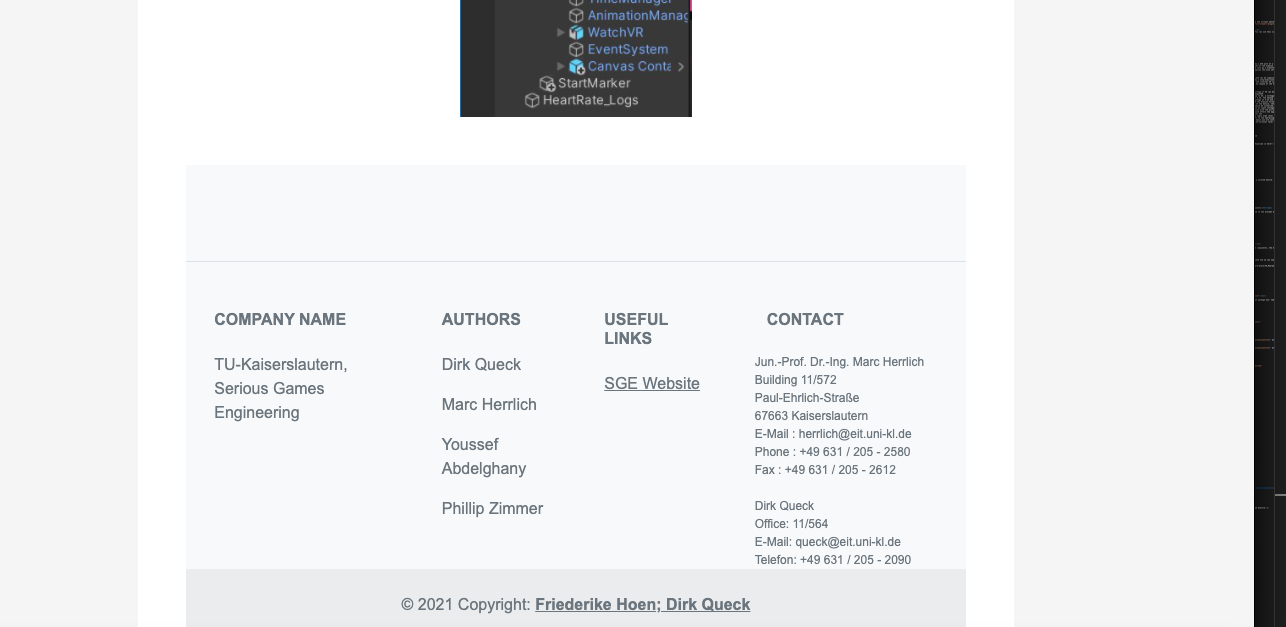 TimeManager
AnimationManag
WatchVR
EventSystem
Canvas Conta
StartMarker
HeartRate_Logs
COMPANY NAME
TU-Kaiserslautern,
Serious Games
Engineering
AUTHORS
Dirk Queck
Marc Herrlich
Youssef
Abdelghany
Phillip Zimmer
USEFUL
LINKS
SGE Website
CONTACT
Jun.-Prof. Dr.-Ing. Marc Herrlich
Building 11/572
Paul-Ehrlich-Straße
67663 Kaiserslautern
E-Mail : herrlich@eit.uni-kl.de
Phone : +49 631 / 205 - 2580
Fax : +49 631 / 205 - 2612
Dirk Queck
Office: 11/564
E-Mail: queck@eit.uni-kl.de
Telefon: +49 631 / 205 - 2090
© 2021 Copyright: Friederike Hoen; Dirk Queck